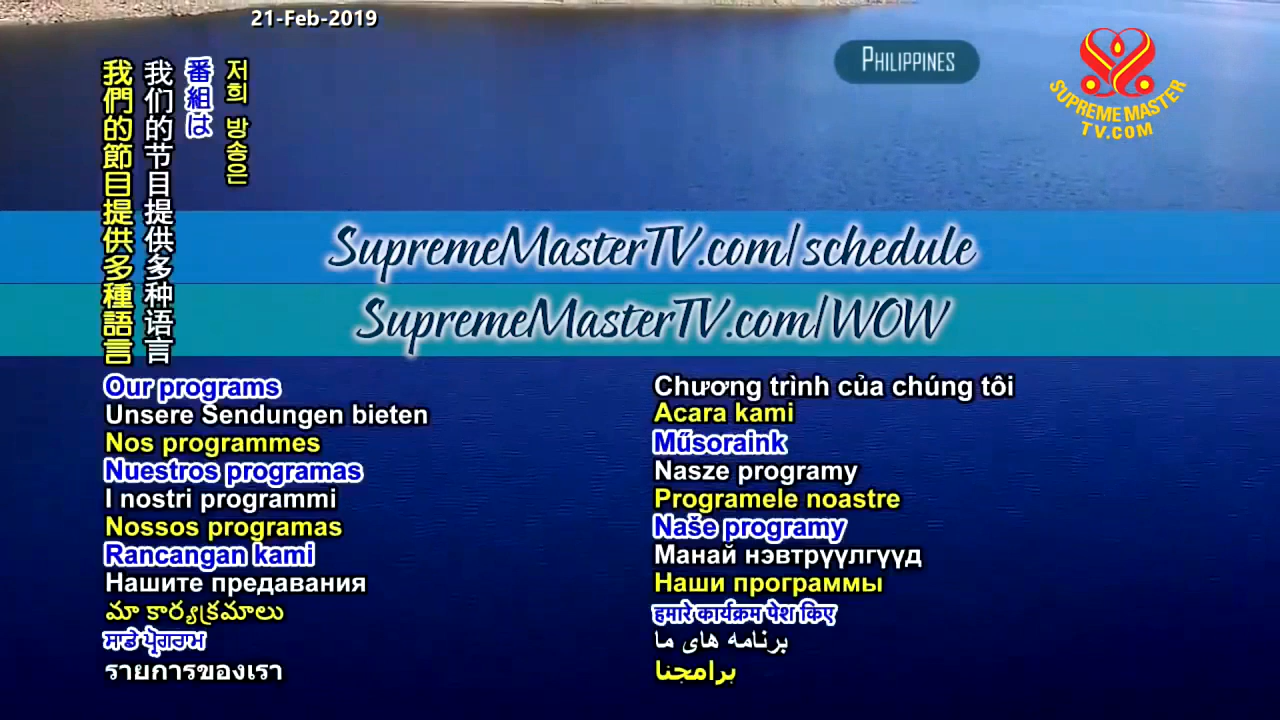 21-Feb-2019
PHILIPPINES
SUPREME MASTER
TV.COM
我們的節目提供多種語言
我们的节目提供多种语言
番組は
저희 방송은
SupremeMasterTV.com/schedule
SupremeMasterTV.com/WOW
Our programs
Unsere Sendungen bieten
Nos programmes
Nuestros programas
I nostri programmi
Nossos programas
Rancangan kami
Нашите предавания
మా కార్యక్రమాలు
ਸਾਡੇ ਪ੍ਰੋਗਰਾਮ
รายการของเรา
Chương trình của chúng tôi
Acara kami
Műsoraink
Nasze programy
Programele noastre
Naše programy
Манай нэвтрүүлгүүд
Наши программы
हमारे कार्यक्रम पेश किए
برنامه های ما
برامجنا